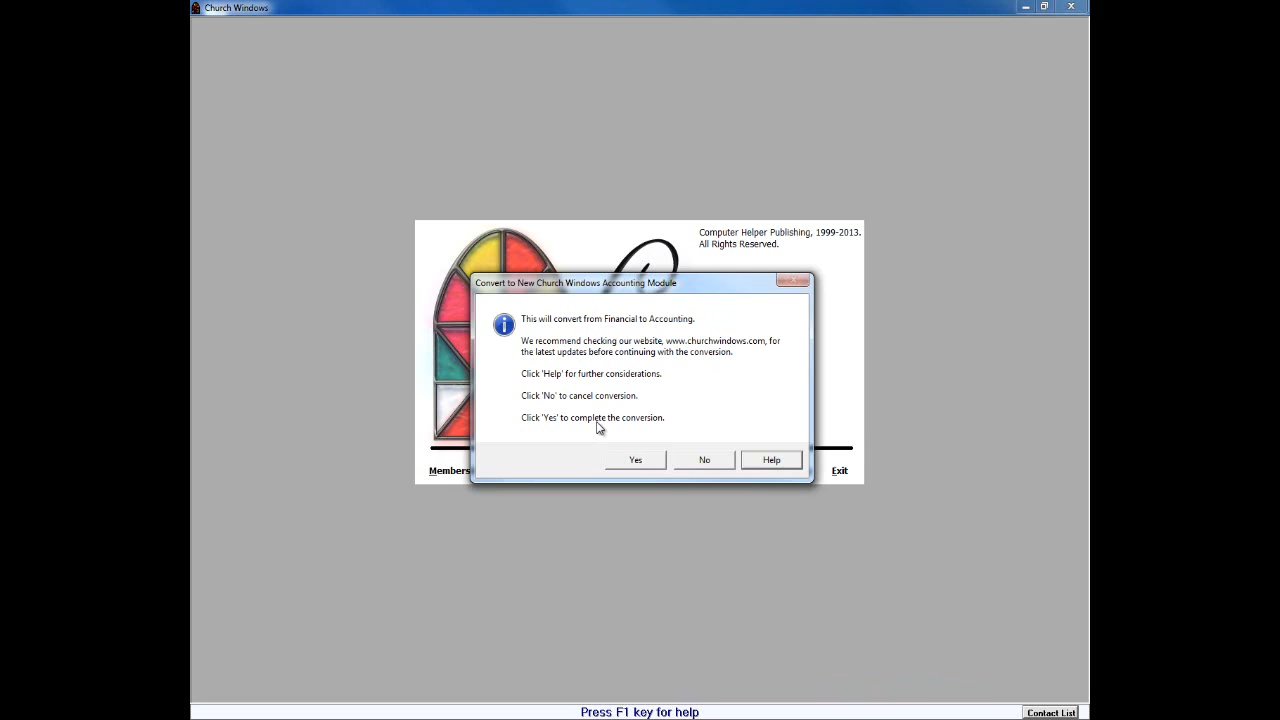 Church Windows
Computer Helper Publishing, 1999-2013.
All Rights Reserved.
Convert to New Church Windows Accounting Module
This will convert from Financial to Accounting.
We recommend checking our website, www.churchwindows.com, for
the latest updates before continuing with the conversion.
Click 'Help' for further considerations.
Click 'No' to cancel conversion.
Click 'Yes' to complete the conversion.
Yes No Help
Members Exit
Press F1 key for help
Contact List